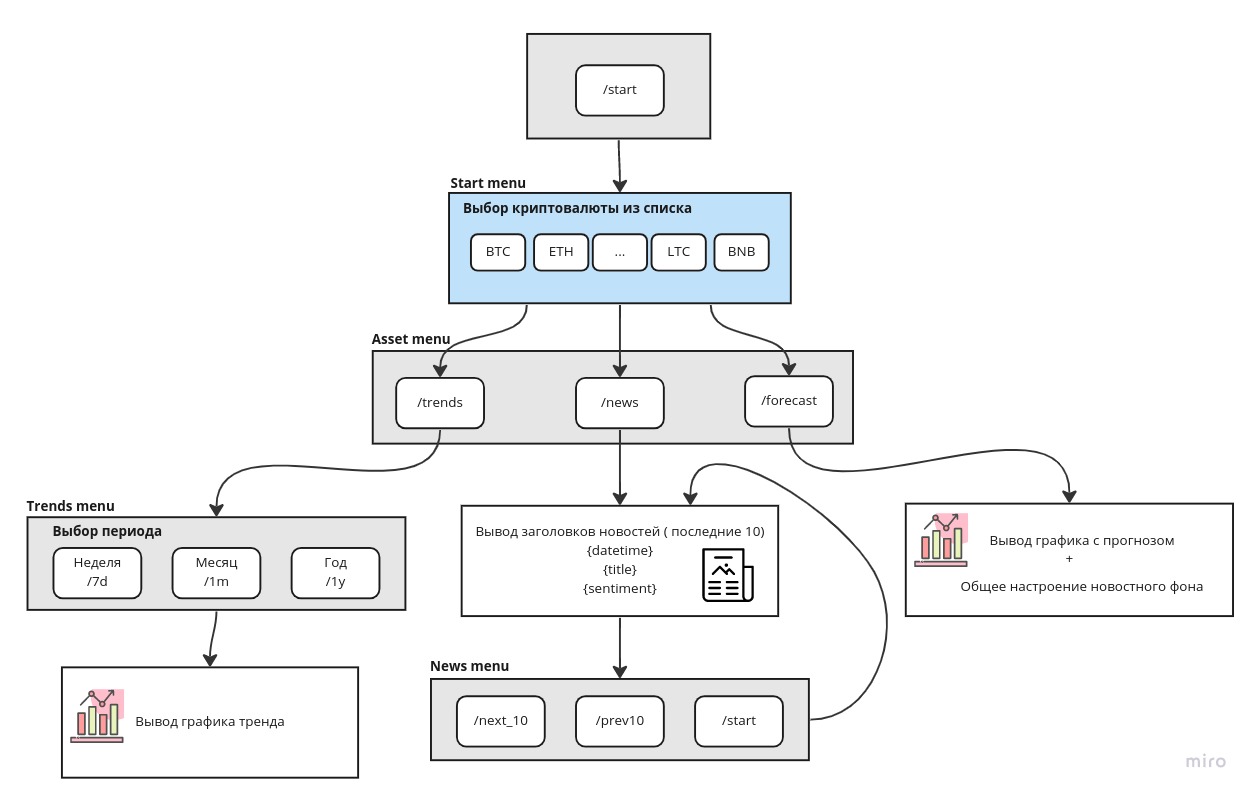 /start
Start menu
Выбор криптовалюты из списка
BTC
ETH
...
LTC
BNB
Asset menu
/trends
/news
/forecast
Trends menu
Выбор периода
Неделя
/7d
Месяц
/1m
Год
/1y
Вывод заголовков новостей ( последние 10)
{datetime}
{title}
{sentiment}
Вывод графика с прогнозом
+
Общее настроение новостного фона
Вывод графика тренда
News menu
/next_10
/prev10
/start
miro